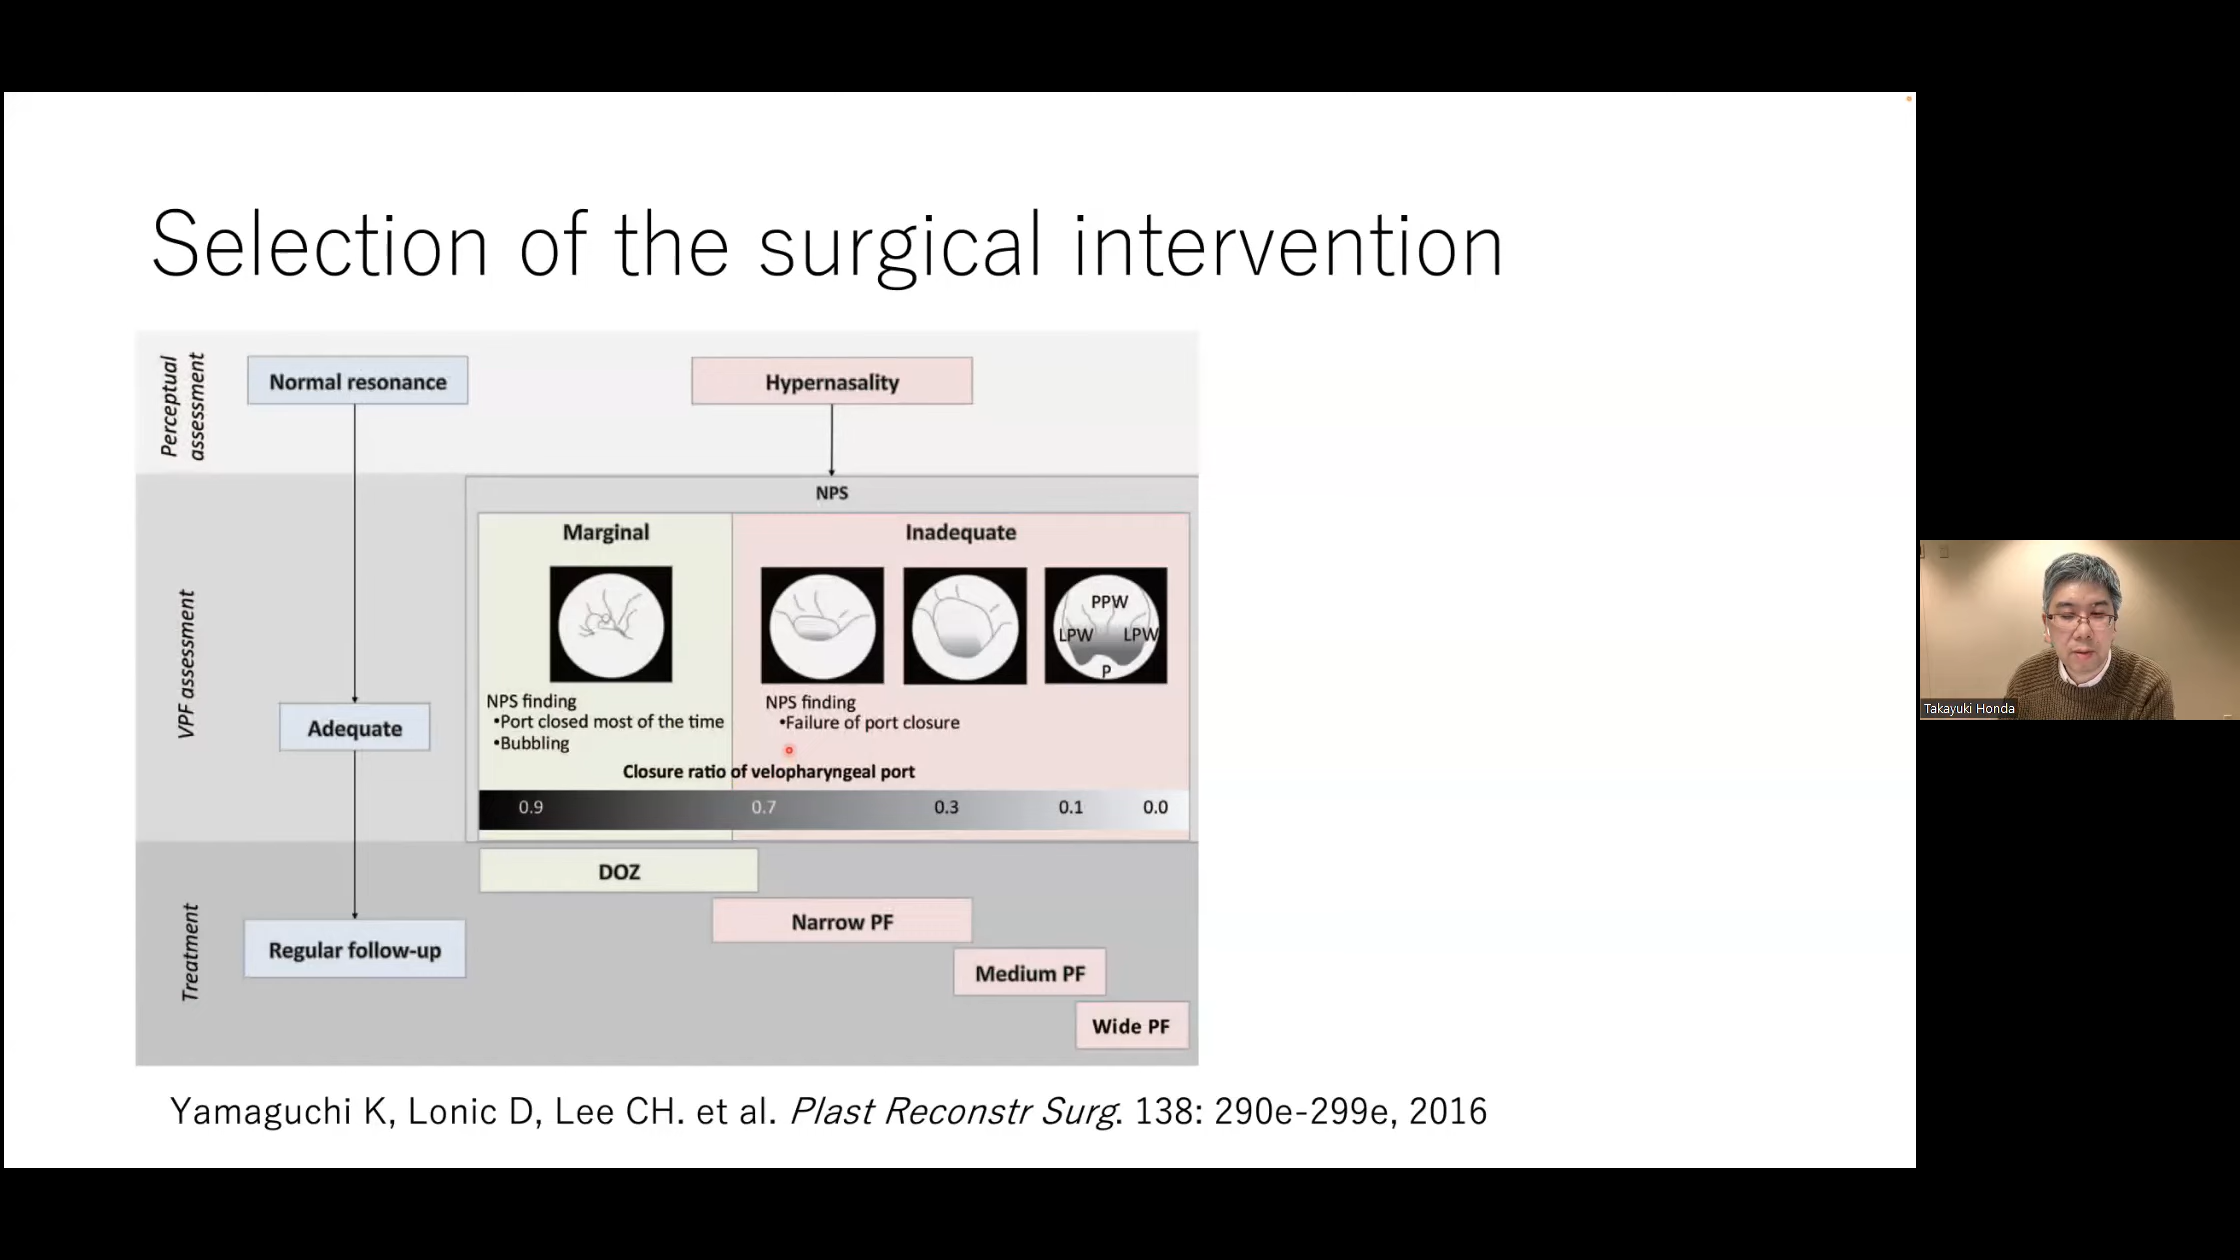 Selection of the surgical intervention
Perceptual
assessment
Normal resonance
Hypernasality
VPF assessment
NPS
Marginal
Inadequate
PPW
LPW
LPW
P
NPS finding
•Port closed most of the time
•Bubbling
NPS finding
•Failure of port closure
Adequate
Closure ratio of velopharyngeal port
0.9
0.7
0.3
0.1
0.0
Treatment
DOZ
Narrow PF
Regular follow-up
Medium PF
Wide PF
Yamaguchi K, Lonic D, Lee CH. et al. Plast Reconstr Surg. 138: 290e-299e, 2016
Takayuki Honda